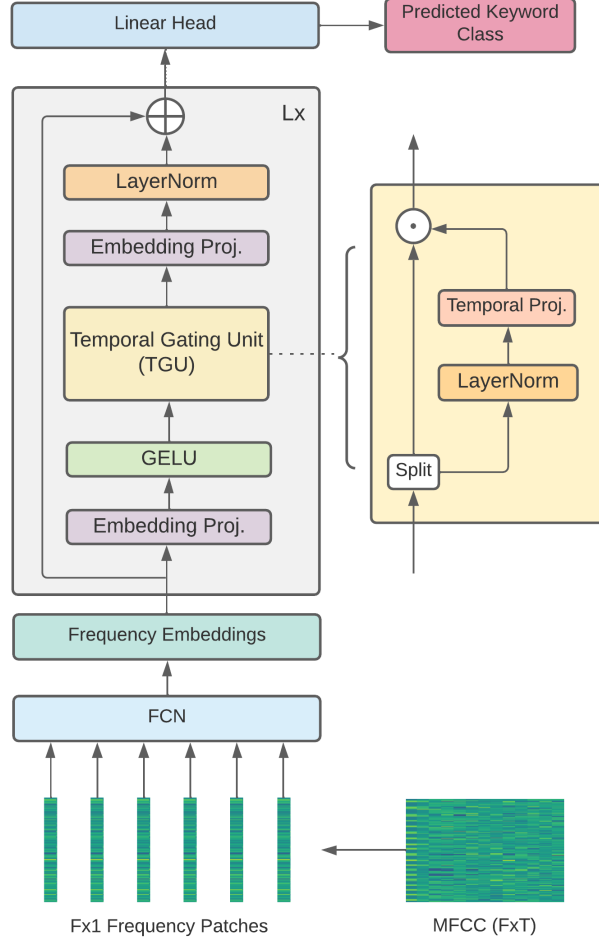 Linear Head
Predicted Keyword
Class
Lx
LayerNorm
Embedding Proj.
Temporal Gating Unit
(TGU)
GELU
Embedding Proj.
Temporal Proj.
LayerNorm
Split
Frequency Embeddings
FCN
Fx1 Frequency Patches
MFCC (FxT)